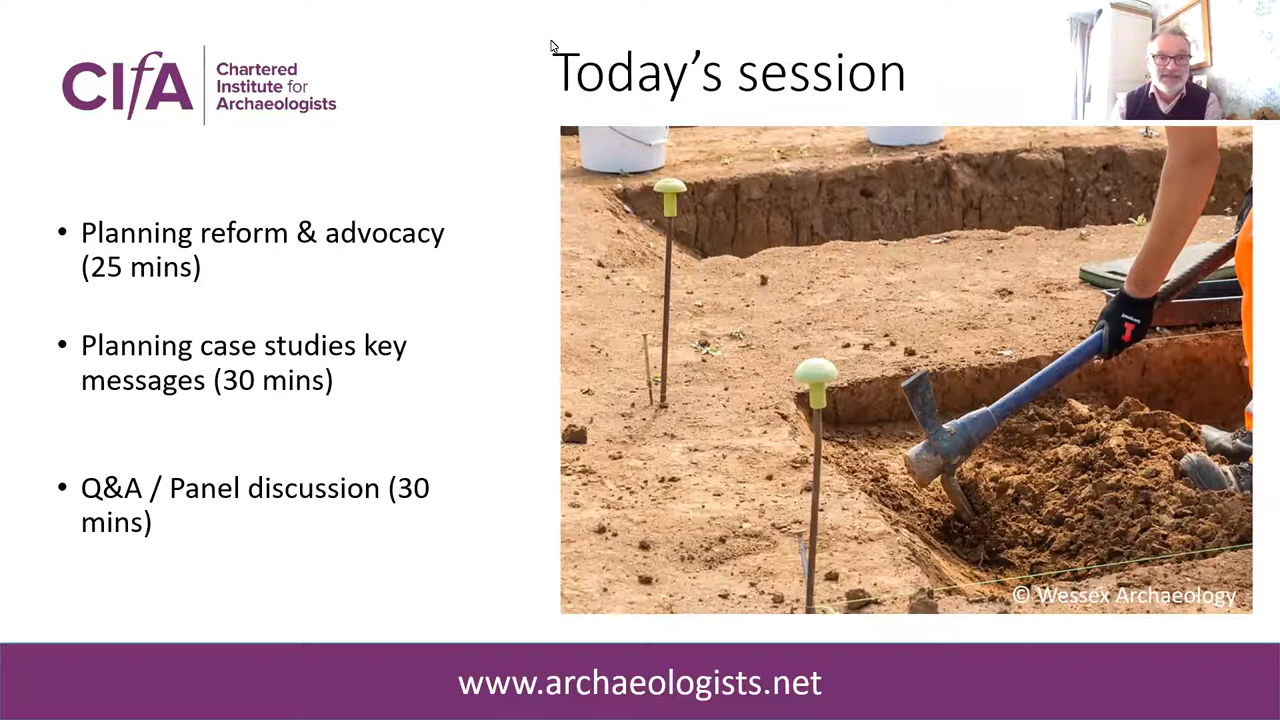 CIfA
Chartered
Institute for
Archaeologists
Today's session
• Planning reform & advocacy
(25 mins)
• Planning case studies key
messages (30 mins)
• Q&A / Panel discussion (30
mins)
© Wessex Archaeology
www.archaeologists.net